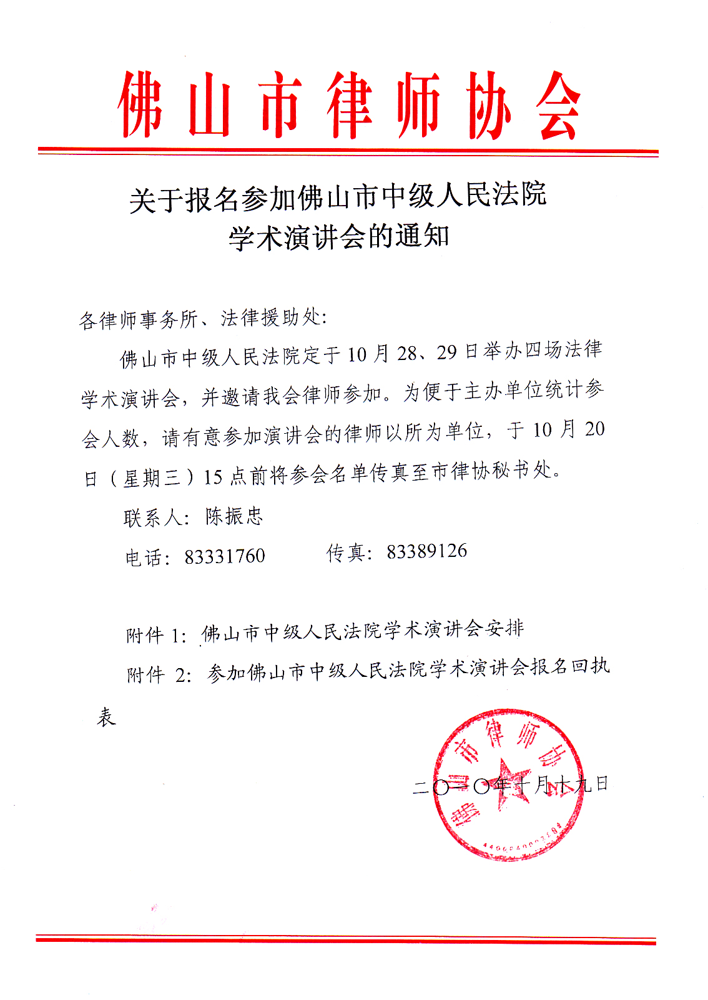 佛山市律师协会
关于报名参加佛山市中级人民法院
学术演讲会的通知
各律师事务所、法律援助处：
佛山市中级人民法院定于10月28、29日举办四场法律
学术演讲会，并邀请我会律师参加。为便于主办单位统计参
会人数，请有意参加演讲会的律师以所为单位，于10月20
日（星期三）15点前将参会名单传真至市律协秘书处。
联系人：陈振忠
电话：83331760 传真：83389126
附件1：佛山市中级人民法院学术演讲会安排
附件2：参加佛山市中级人民法院学术演讲会报名回执
表
佛山市律师协会
二〇一〇年十月十九日